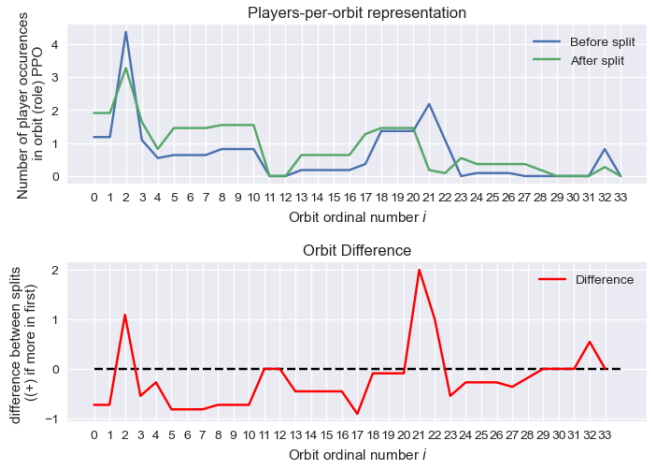 Players-per-orbit representation
Number of player occurences
in orbit (role) PPO
4
3
2
1
0
Before split
After split
0 1 2 3 4 5 6 7 8 9 10 11 12 13 14 15 16 17 18 19 20 21 22 23 24 25 26 27 28 29 30 31 32 33
Orbit ordinal number i
Orbit Difference
difference between splits
((+) if more in first)
2
1
0
−1
Difference
0 1 2 3 4 5 6 7 8 9 10 11 12 13 14 15 16 17 18 19 20 21 22 23 24 25 26 27 28 29 30 31 32 33
Orbit ordinal number i